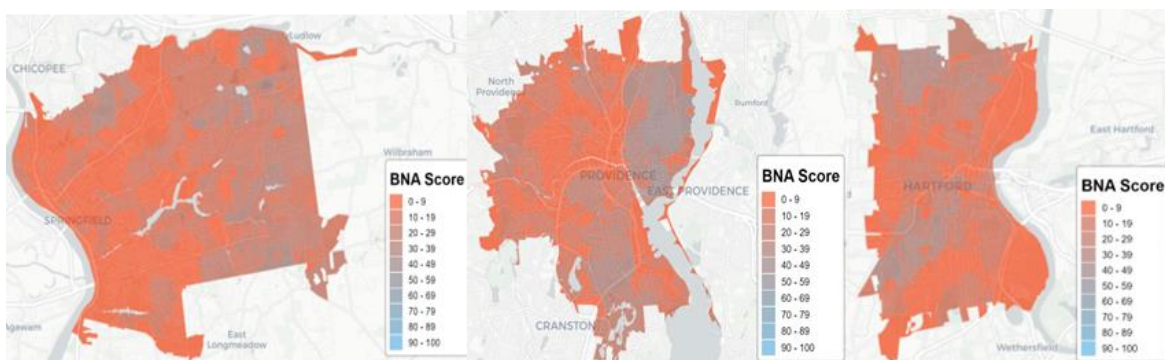 Ludlow
CHICOPEE
Wilbraham
SPRINGFIELD
East
Longmeadow
BNA Score
0 - 9
10 - 19
20 - 29
30 - 39
40 - 49
50 - 59
60 - 69
70 - 79
80 - 89
90 - 100
North
Providence
Rumford
PROVIDENCE
EAST PROVIDENCE
CRANSTON
BNA Score
0 - 9
10 - 19
20 - 29
30 - 39
40 - 49
50 - 59
60 - 69
70 - 79
80 - 89
90 - 100
East Hartford
HARTFORD
Wethersfield
BNA Score
0 - 9
10 - 19
20 - 29
30 - 39
40 - 49
50 - 59
60 - 69
70 - 79
80 - 89
90 - 100